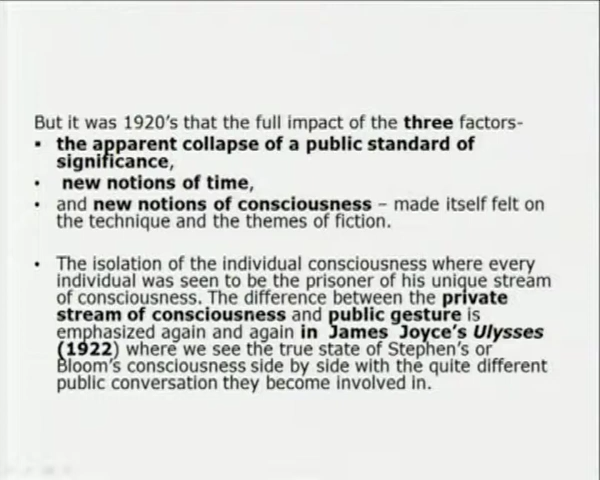 But it was 1920's that the full impact of the three factors-
▪ the apparent collapse of a public standard of
significance,
• new notions of time,
• and new notions of consciousness – made itself felt on
the technique and the themes of fiction.
• The isolation of the individual consciousness where every
individual was seen to be the prisoner of his unique stream
of consciousness. The difference between the private
stream of consciousness and public gesture is
emphasized again and again in James Joyce's Ulysses
(1922) where we see the true state of Stephen's or
Bloom's consciousness side by side with the quite different
public conversation they become involved in.